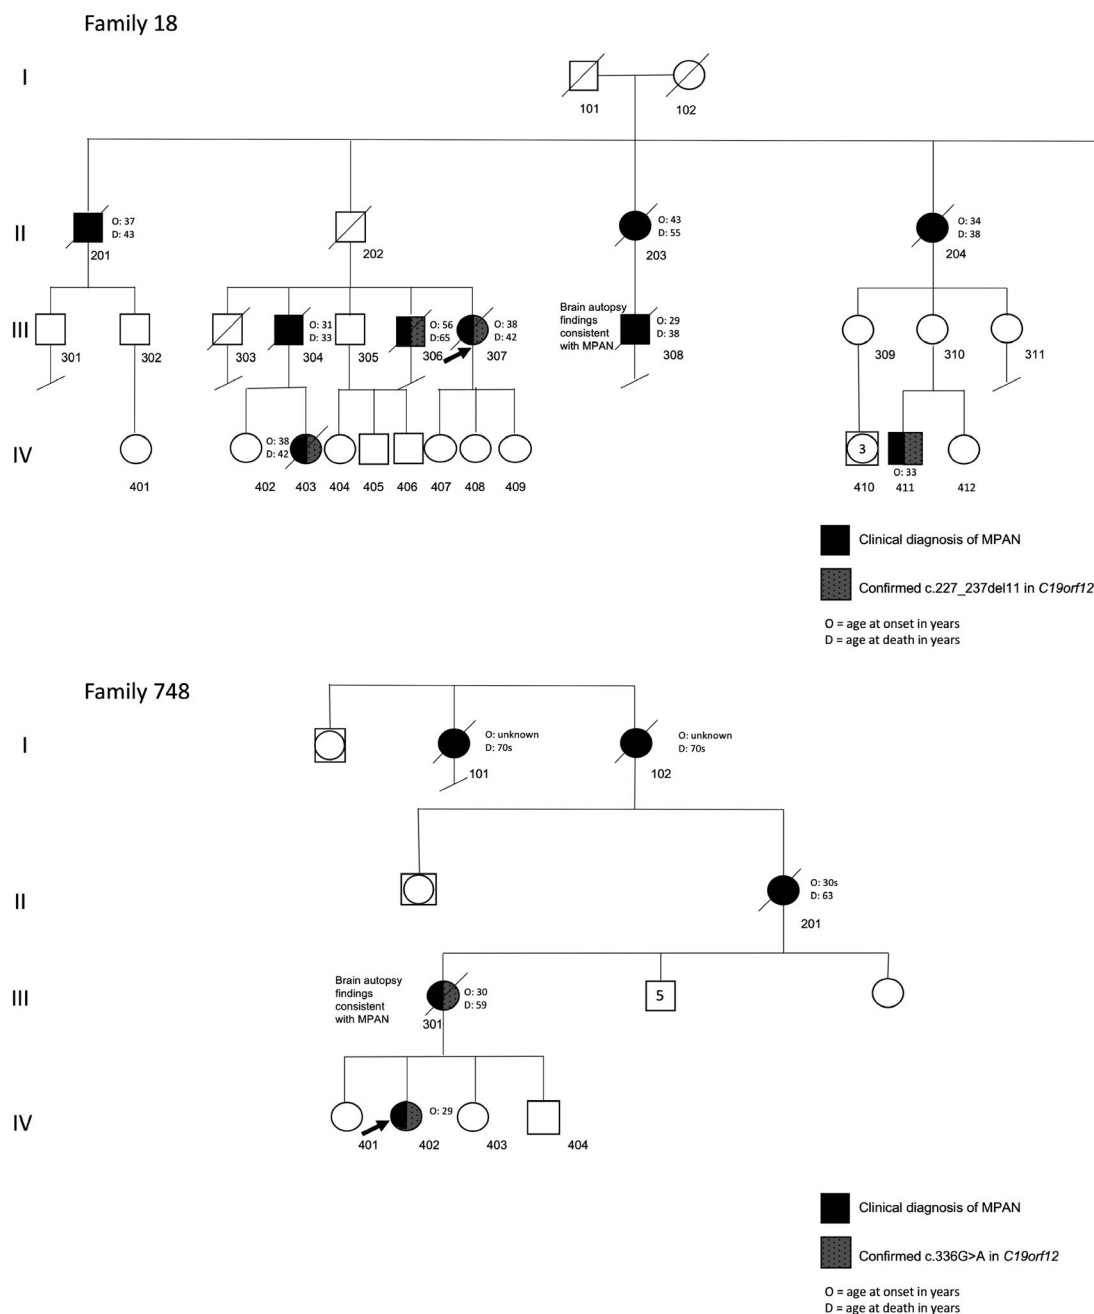 Family 18
I
101
102
II
O: 37
D: 43
201
202
O: 43
D: 55
203
O: 34
D: 38
204
III
301
302
303
O: 31
D: 33
304
305
O: 56
D:65
306
O: 38
D: 42
307
Brain autopsy
findings
consistent
with MPAN
O: 29
D: 38
308
309
310
311
IV
401
402
O: 38
D: 42
403
404
405
406
407
408
409
3
410
O: 33
411
412
Clinical diagnosis of MPAN
Confirmed c.227_237del11 in C19orf12
O = age at onset in years
D = age at death in years
Family 748
I
O: unknown
D: 70s
101
O: unknown
D: 70s
102
II
O: 30s
D: 63
201
III
Brain autopsy
findings
consistent
with MPAN
O: 30
D: 59
301
5
IV
401
O: 29
402
403
404
Clinical diagnosis of MPAN
Confirmed c.336G>A in C19orf12
O = age at onset in years
D = age at death in years